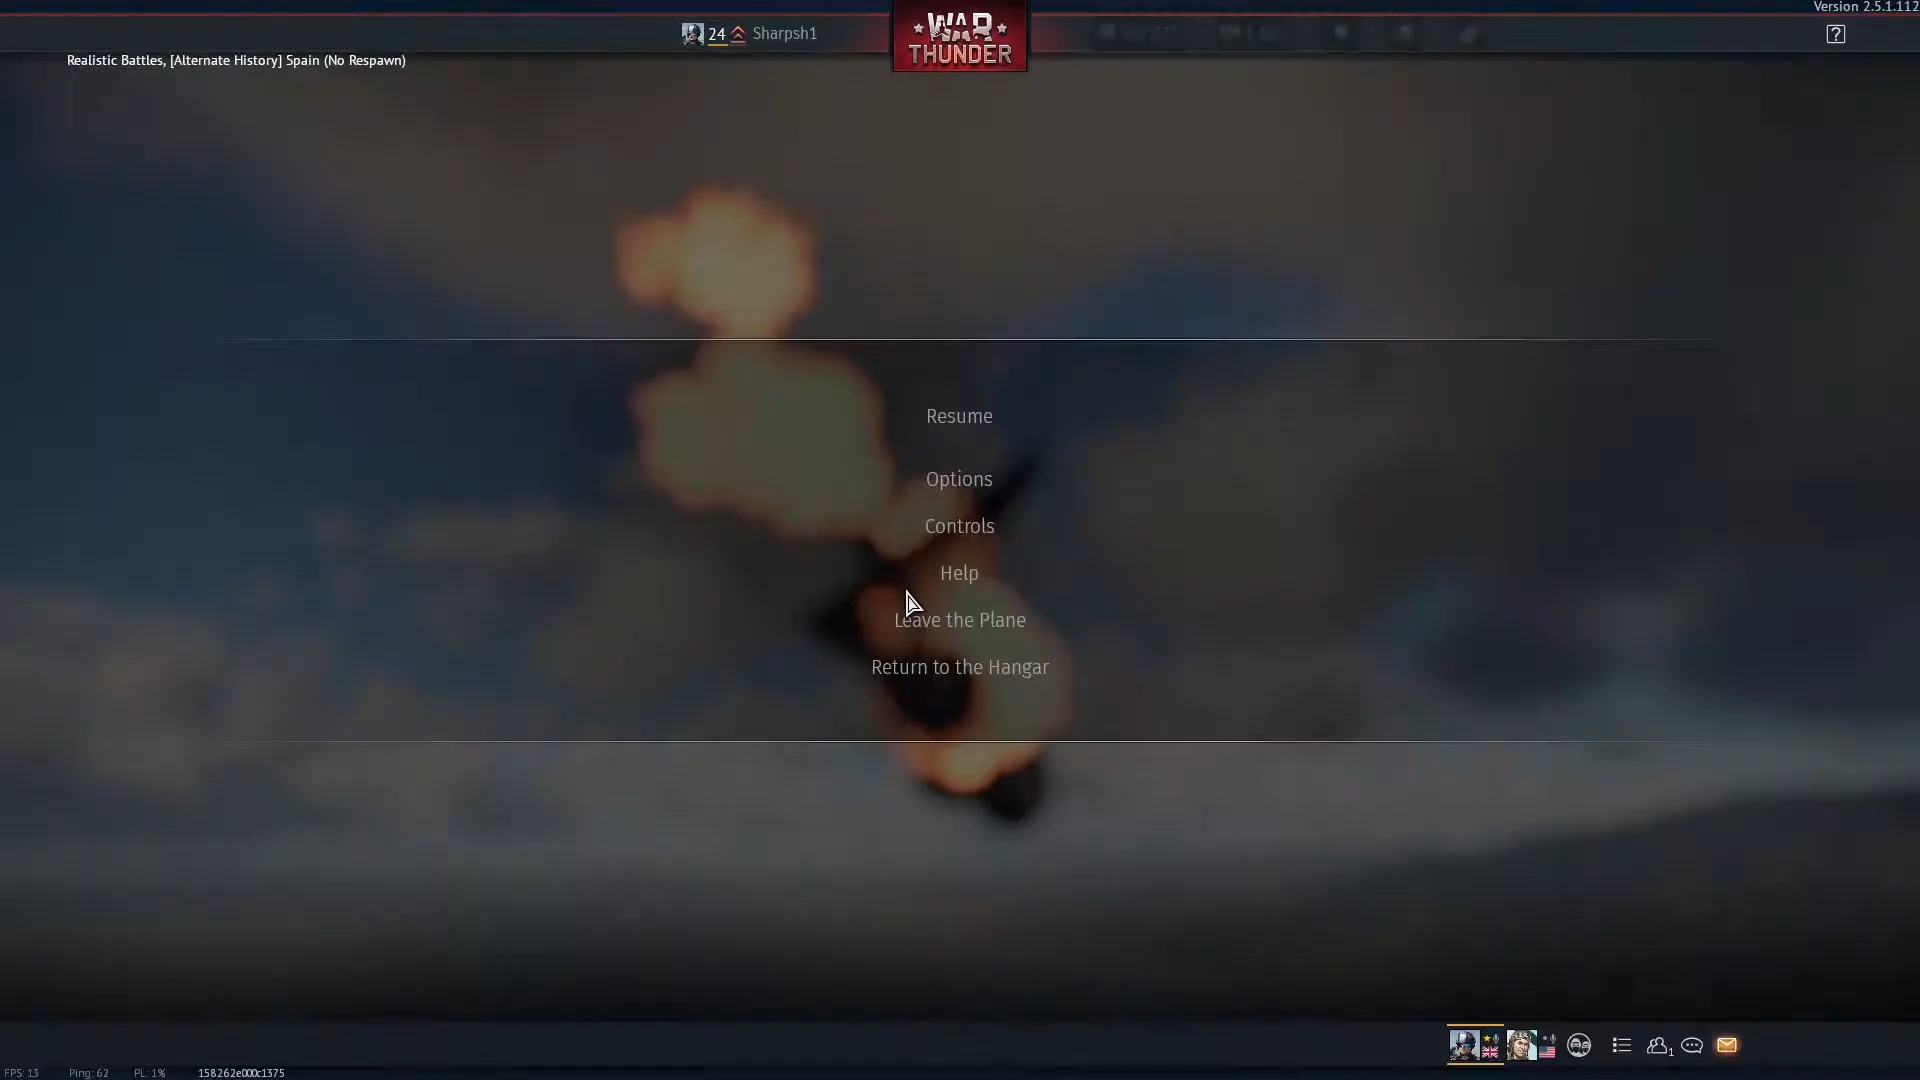 Version 2.5.1.112
24 Sharpsh1
WAR
THUNDER
?
Realistic Battles, [Alternate History] Spain (No Respawn)
Resume
Options
Controls
Help
Leave the Plane
Return to the Hangar
1
FPS: 13 Ping: 62 PL: 1% 158262e000c1375